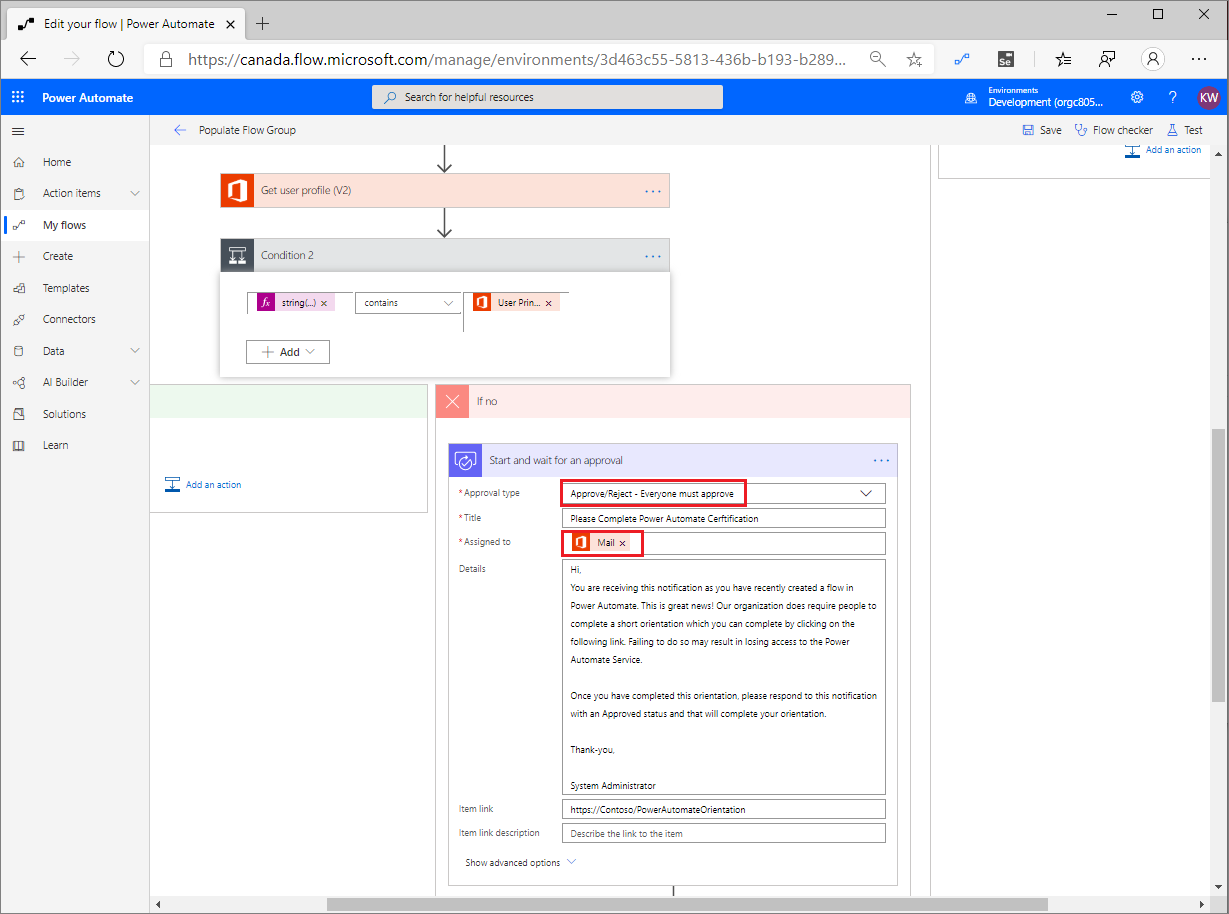 Edit your flow | Power Automate
https://canada.flow.microsoft.com/manage/environments/3d463c55-5813-436b-b193-b289...
Se
Power Automate
Search for helpful resources
Environments
Development (orgc805...
?
KW
Populate Flow Group
Save
Flow checker
Test
Home
Action items
My flows
Create
Templates
Connectors
Data
AI Builder
Solutions
Learn
Add an action
Get user profile (V2)
Condition 2
fx string(...) ×
contains
User Prin... ×
Add
Add an action
If no
Start and wait for an approval
* Approval type
Approve/Reject - Everyone must approve
* Title
Please Complete Power Automate Cerftification
* Assigned to
Mail ×
Details
Hi,
You are receiving this notification as you have recently created a flow in
Power Automate. This is great news! Our organization does require people to
complete a short orientation which you can complete by clicking on the
following link. Failing to do so may result in losing access to the Power
Automate Service.
Once you have completed this orientation, please respond to this notification
with an Approved status and that will complete your orientation.
Thank-you,
System Administrator
Item link
https://Contoso/PowerAutomateOrientation
Item link description
Describe the link to the item
Show advanced options